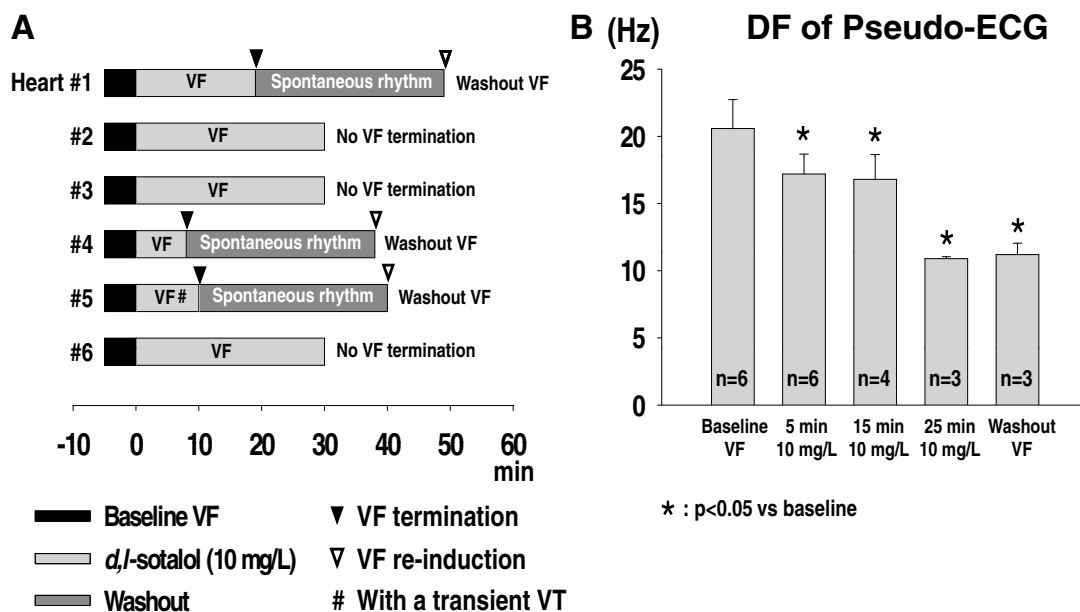 A
Heart #1 VF Spontaneous rhythm Washout VF
#2 VF No VF termination
#3 VF No VF termination
#4 VF Spontaneous rhythm Washout VF
#5 VF# Spontaneous rhythm Washout VF
#6 VF No VF termination
-10 0 10 20 30 40 50 60
min
Baseline VF
d,l-sotalol (10 mg/L)
Washout
VF termination
VF re-induction
# With a transient VT
B (Hz) DF of Pseudo-ECG
25
20
15
10
5
0
* * * *
n=6 n=6 n=4 n=3 n=3
Baseline 5 min 15 min 25 min Washout
VF 10 mg/L 10 mg/L 10 mg/L VF
* : p<0.05 vs baseline